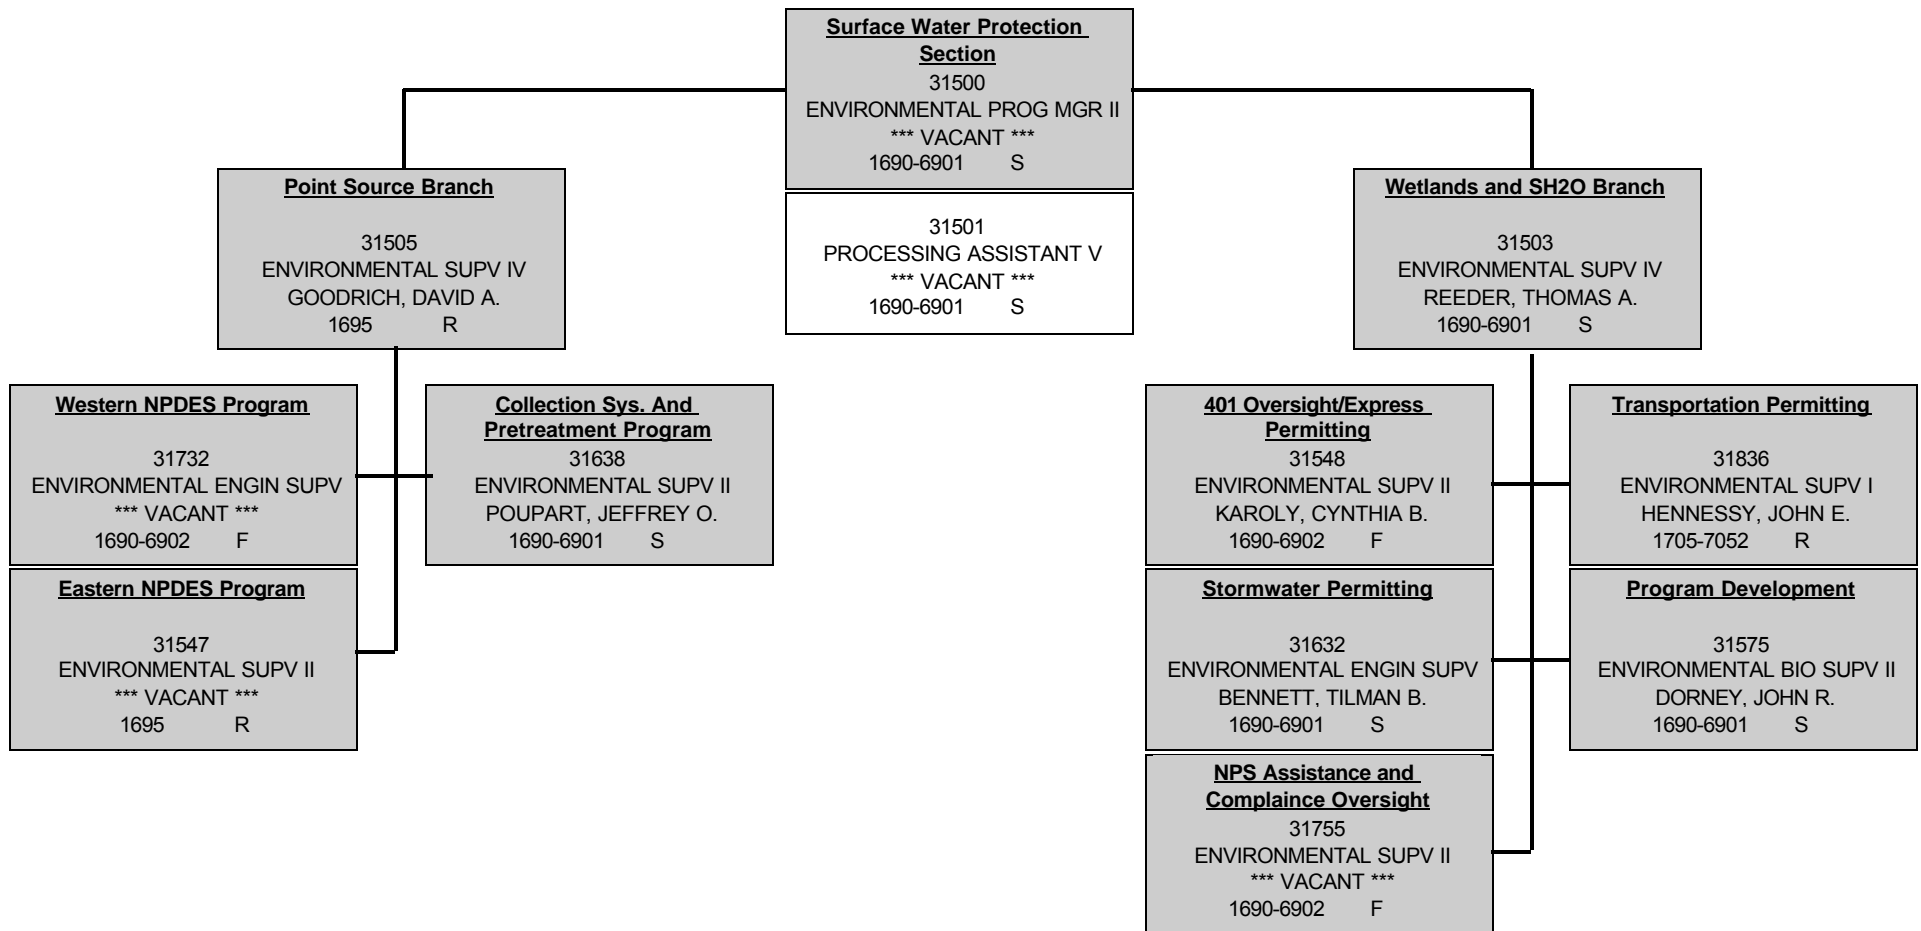 Surface Water Protection
Section
31500
ENVIRONMENTAL PROG MGR II
*** VACANT ***
1690-6901 S
31501
PROCESSING ASSISTANT V
*** VACANT ***
1690-6901 S
Point Source Branch
31505
ENVIRONMENTAL SUPV IV
GOODRICH, DAVID A.
1695 R
Wetlands and SH2O Branch
31503
ENVIRONMENTAL SUPV IV
REEDER, THOMAS A.
1690-6901 S
Western NPDES Program
31732
ENVIRONMENTAL ENGIN SUPV
*** VACANT ***
1690-6902 F
Collection Sys. And
Pretreatment Program
31638
ENVIRONMENTAL SUPV II
POUPART, JEFFREY O.
1690-6901 S
Eastern NPDES Program
31547
ENVIRONMENTAL SUPV II
*** VACANT ***
1695 R
401 Oversight/Express
Permitting
31548
ENVIRONMENTAL SUPV II
KAROLY, CYNTHIA B.
1690-6902 F
Transportation Permitting
31836
ENVIRONMENTAL SUPV I
HENNESSY, JOHN E.
1705-7052 R
Stormwater Permitting
31632
ENVIRONMENTAL ENGIN SUPV
BENNETT, TILMAN B.
1690-6901 S
Program Development
31575
ENVIRONMENTAL BIO SUPV II
DORNEY, JOHN R.
1690-6901 S
NPS Assistance and
Complaince Oversight
31755
ENVIRONMENTAL SUPV II
*** VACANT ***
1690-6902 F